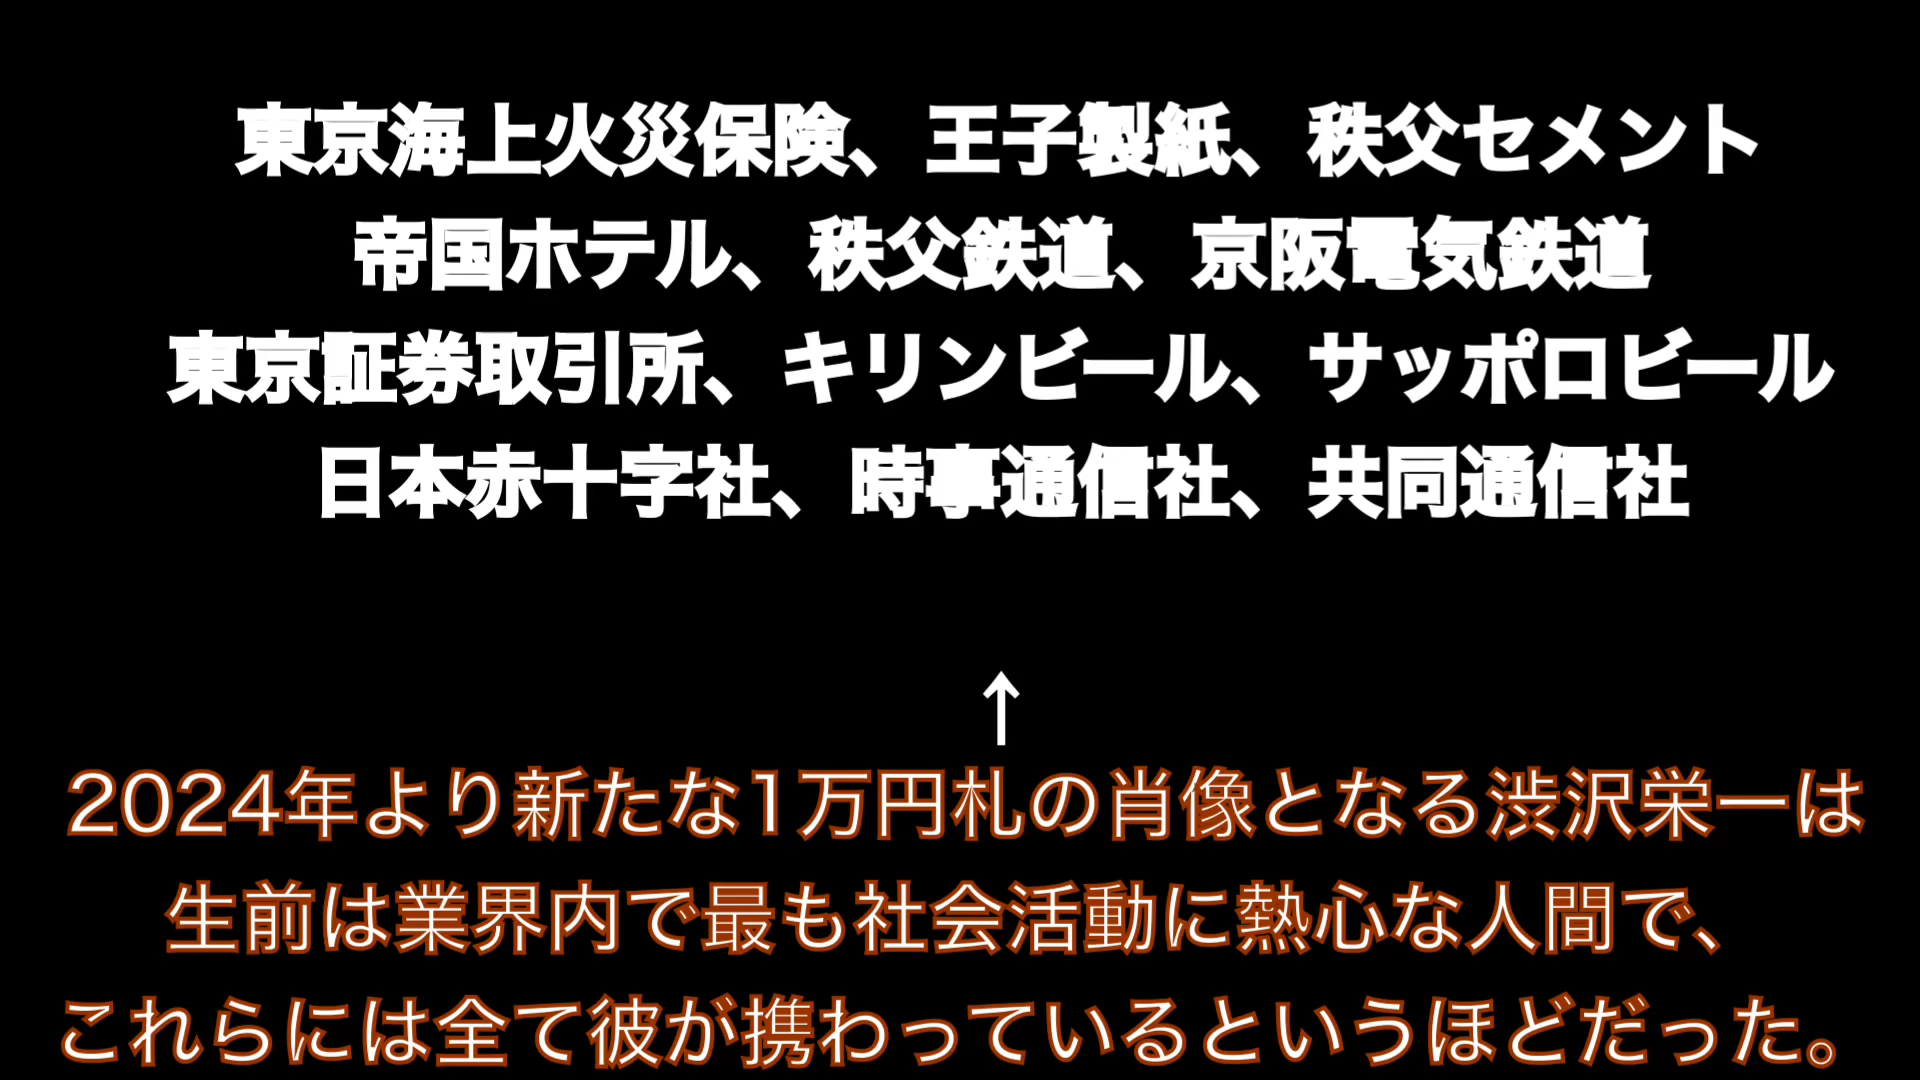 東京海上火災保険、王子製紙、秩父セメント
帝国ホテル、秩父鉄道、京阪電気鉄道
東京証券取引所、キリンビール、サッポロビール
日本赤十字社、時事通信社、共同通信社
↑
2024年より新たな1万円札の肖像となる渋沢栄一は
生前は業界内で最も社会活動に熱心な人間で、
これらには全て彼が携わっているというほどだった。